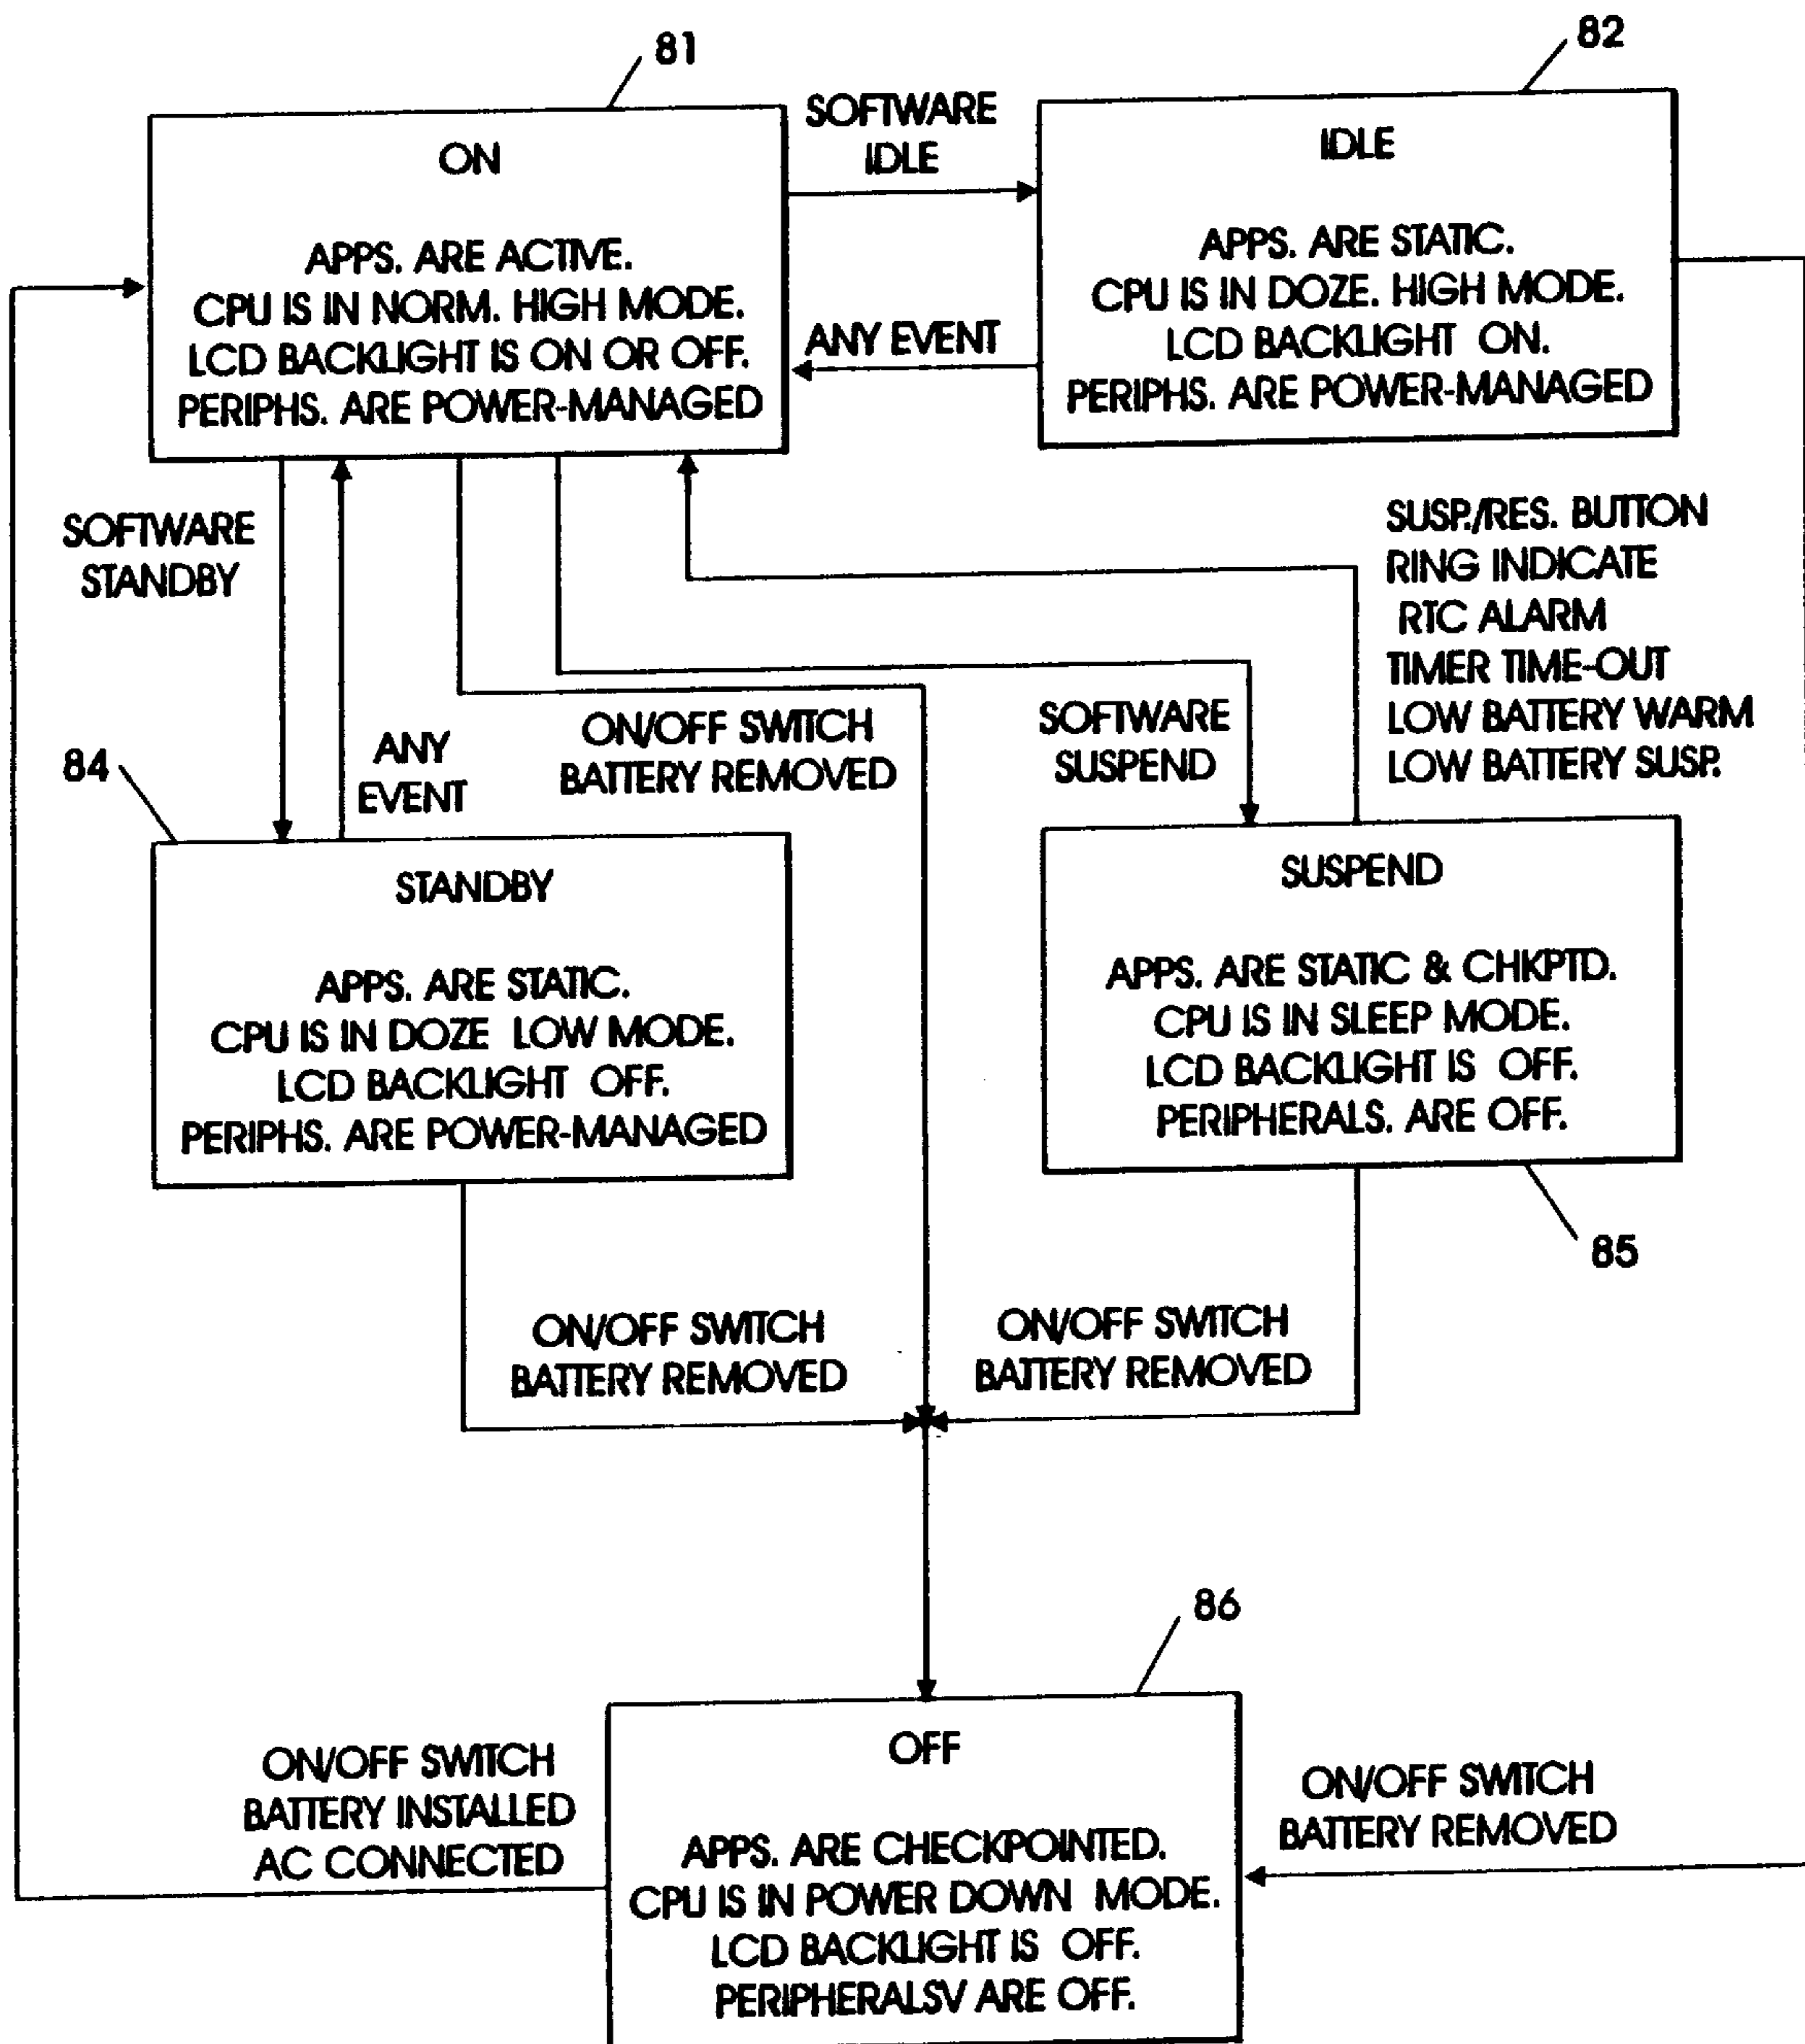 81
82
SOFTWARE
IDLE
ON
APPS. ARE ACTIVE.
CPU IS IN NORM. HIGH MODE.
LCD BACKLIGHT IS ON OR OFF.
PERIPHS. ARE POWER-MANAGED
IDLE
APPS. ARE STATIC.
CPU IS IN DOZE. HIGH MODE.
LCD BACKLIGHT ON.
PERIPHS. ARE POWER-MANAGED
ANY EVENT
SOFTWARE
STANDBY
ANY
EVENT
ON/OFF SWITCH
BATTERY REMOVED
SOFTWARE
SUSPEND
SUSP./RES. BUTTON
RING INDICATE
RTC ALARM
TIMER TIME-OUT
LOW BATTERY WARM
LOW BATTERY SUSP.
84
STANDBY
APPS. ARE STATIC.
CPU IS IN DOZE LOW MODE.
LCD BACKLIGHT OFF.
PERIPHS. ARE POWER-MANAGED
SUSPEND
APPS. ARE STATIC & CHKPTD.
CPU IS IN SLEEP MODE.
LCD BACKLIGHT IS OFF.
PERIPHERALS. ARE OFF.
85
ON/OFF SWITCH
BATTERY REMOVED
ON/OFF SWITCH
BATTERY REMOVED
86
ON/OFF SWITCH
BATTERY INSTALLED
AC CONNECTED
OFF
APPS. ARE CHECKPOINTED.
CPU IS IN POWER DOWN MODE.
LCD BACKLIGHT IS OFF.
PERIPHERALSV ARE OFF.
ON/OFF SWITCH
BATTERY REMOVED